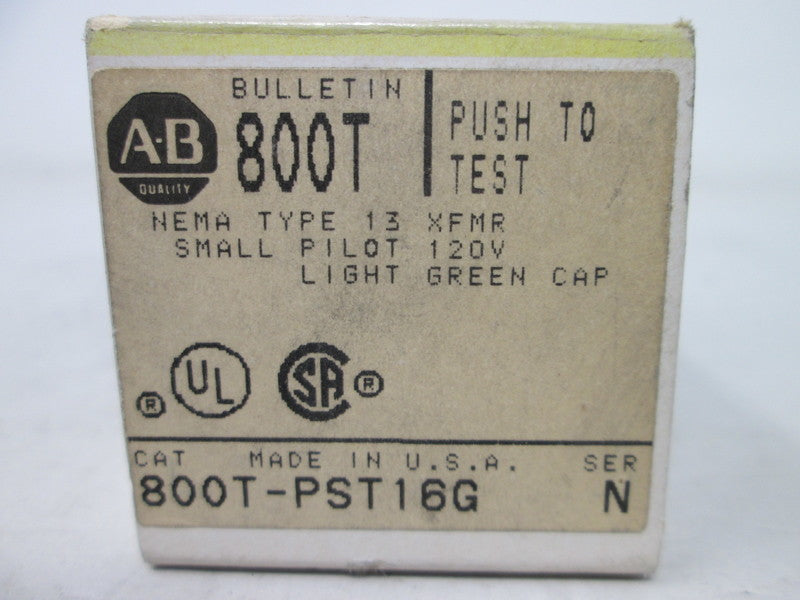 A-B
QUALITY
BULLETIN
800T
PUSH TO
TEST
NEMA TYPE 13 XFMR
SMALL PILOT 120V
LIGHT GREEN CAP
® UL SA ®
CAT MADE IN U.S.A. SER
800T-PST16G N